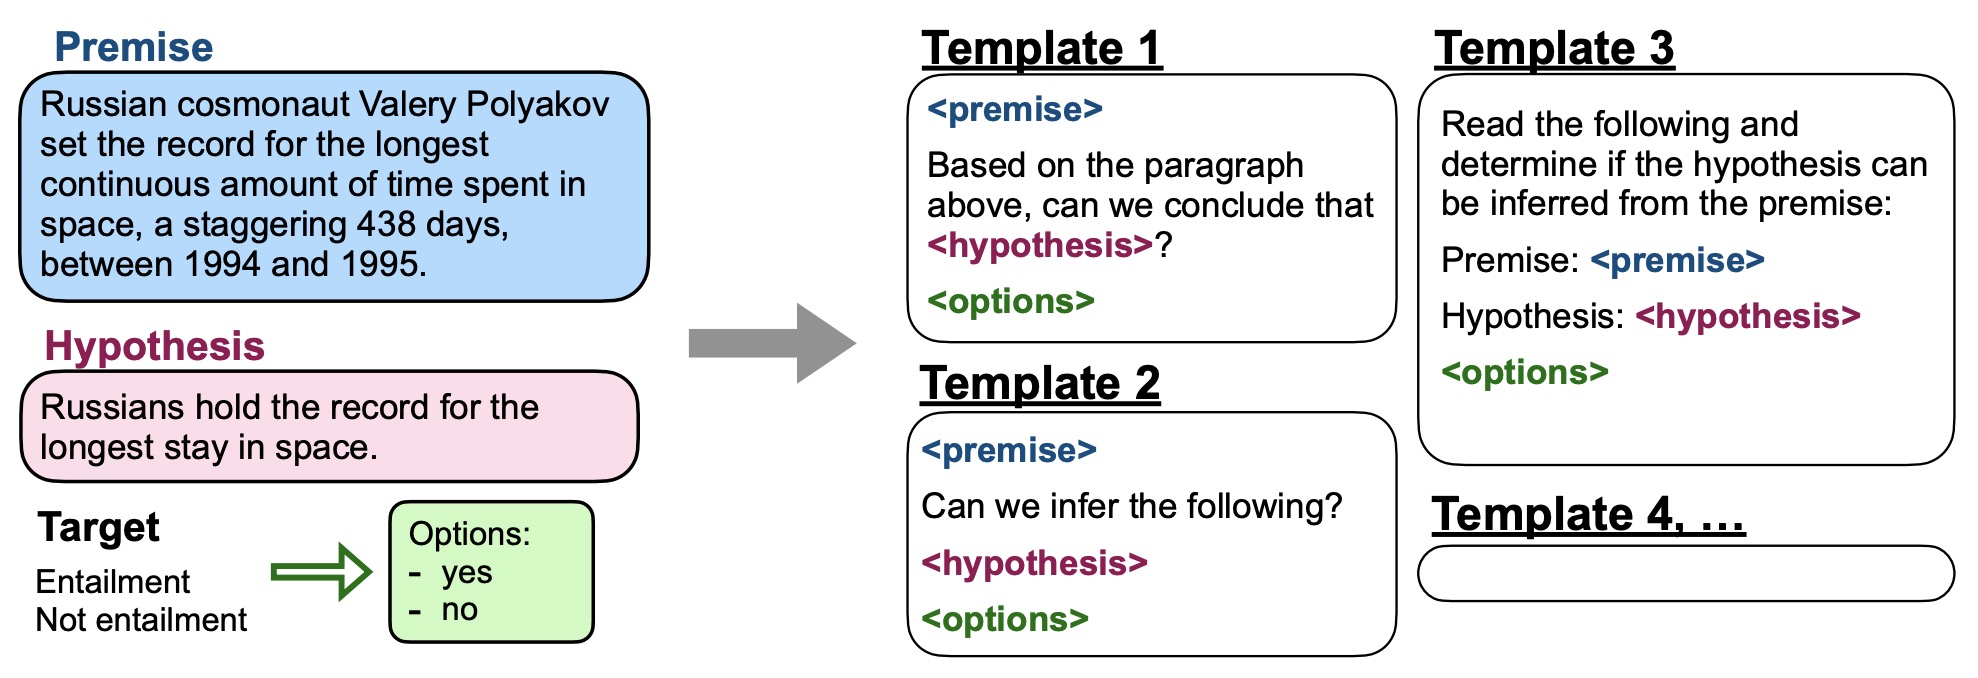 Premise
Russian cosmonaut Valery Polyakov
set the record for the longest
continuous amount of time spent in
space, a staggering 438 days,
between 1994 and 1995.
Hypothesis
Russians hold the record for the
longest stay in space.
Target
Entailment
Not entailment
Options:
- yes
- no
Template 1
<premise>
Based on the paragraph
above, can we conclude that
<hypothesis>?
<options>
Template 2
<premise>
Can we infer the following?
<hypothesis>
<options>
Template 3
Read the following and
determine if the hypothesis can
be inferred from the premise:
Premise: <premise>
Hypothesis: <hypothesis>
<options>
Template 4, ...